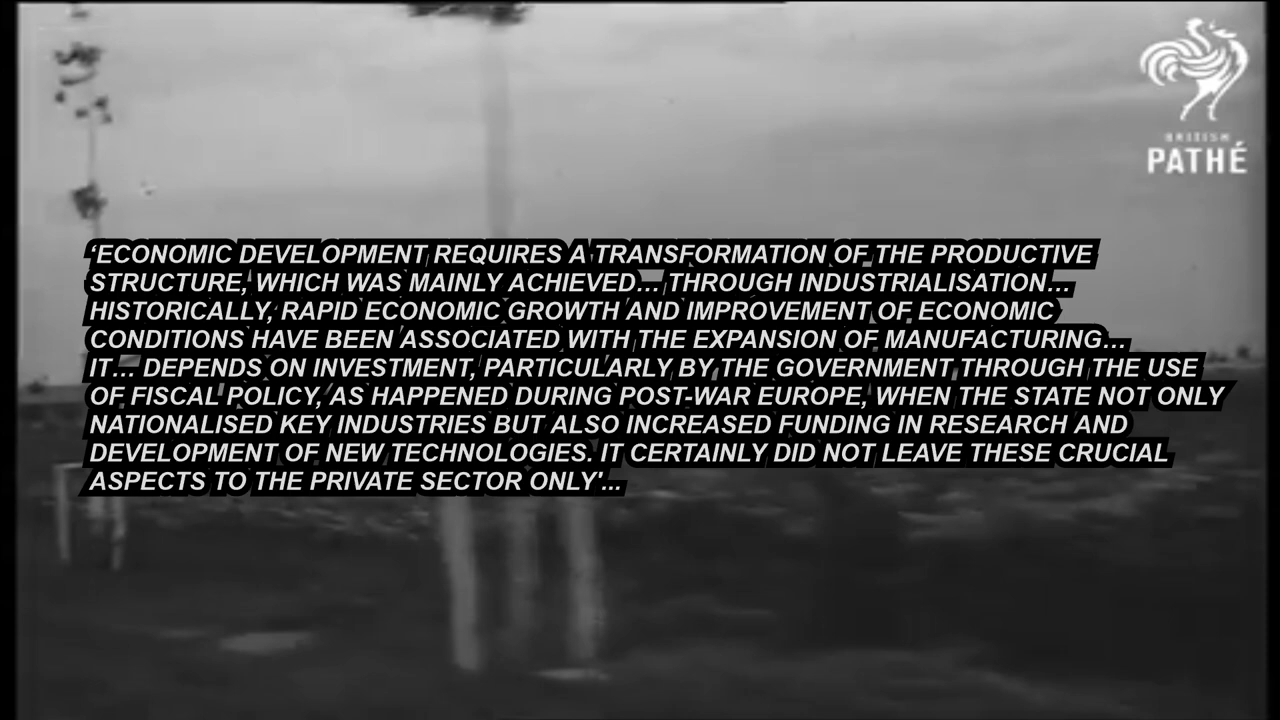 BRITISH
PATHÉ
‘ECONOMIC DEVELOPMENT REQUIRES A TRANSFORMATION OF THE PRODUCTIVE
STRUCTURE, WHICH WAS MAINLY ACHIEVED... THROUGH INDUSTRIALISATION...
HISTORICALLY, RAPID ECONOMIC GROWTH AND IMPROVEMENT OF ECONOMIC
CONDITIONS HAVE BEEN ASSOCIATED WITH THE EXPANSION OF MANUFACTURING...
IT... DEPENDS ON INVESTMENT, PARTICULARLY BY THE GOVERNMENT THROUGH THE USE
OF FISCAL POLICY, AS HAPPENED DURING POST-WAR EUROPE, WHEN THE STATE NOT ONLY
NATIONALISED KEY INDUSTRIES BUT ALSO INCREASED FUNDING IN RESEARCH AND
DEVELOPMENT OF NEW TECHNOLOGIES. IT CERTAINLY DID NOT LEAVE THESE CRUCIAL
ASPECTS TO THE PRIVATE SECTOR ONLY'...